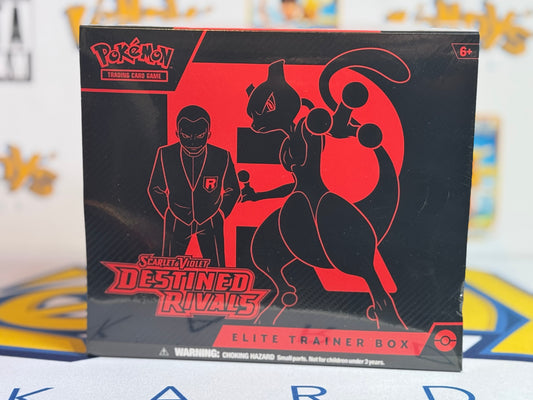 POKéMON
TRADING CARD GAME
6+
R
SCARLET & VIOLET
DESTINED
RIVALS
ELITE TRAINER BOX
WARNING: CHOKING HAZARD Small parts. Not for children under 3 years.
K A R D